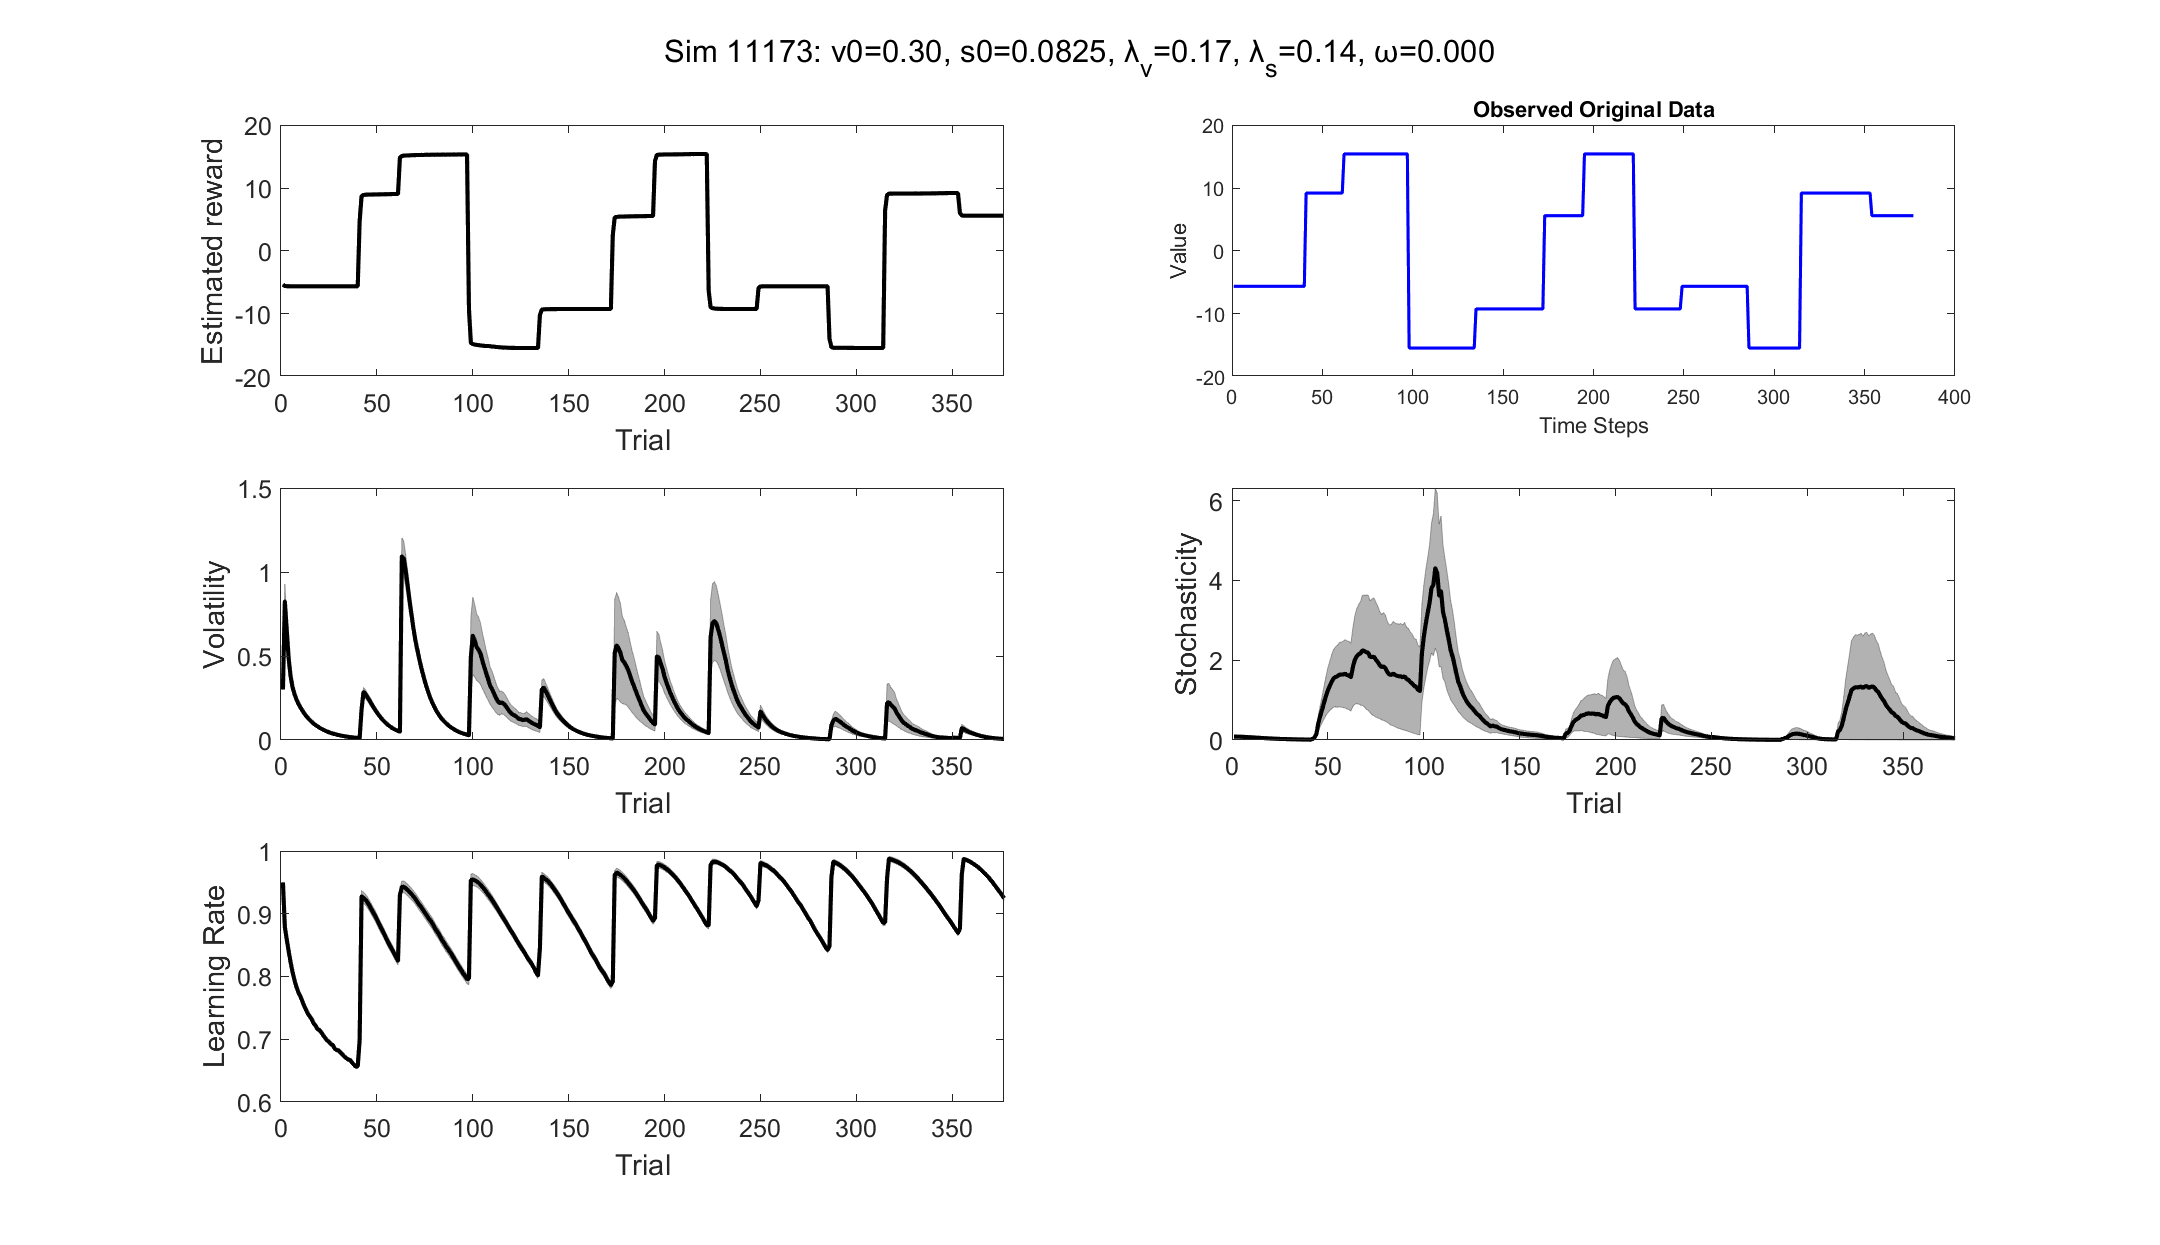 Sim 11173: v0=0.30, s0=0.0825, λv=0.17, λs=0.14, ω=0.000
Estimated reward
20
10
0
-10
-20
0 50 100 150 200 250 300 350
Trial
Observed Original Data
Value
20
10
0
-10
-20
0 50 100 150 200 250 300 350 400
Time Steps
Volatility
1.5
1
0.5
0
0 50 100 150 200 250 300 350
Trial
Stochasticity
6
4
2
0
0 50 100 150 200 250 300 350
Trial
Learning Rate
1
0.9
0.8
0.7
0.6
0 50 100 150 200 250 300 350
Trial